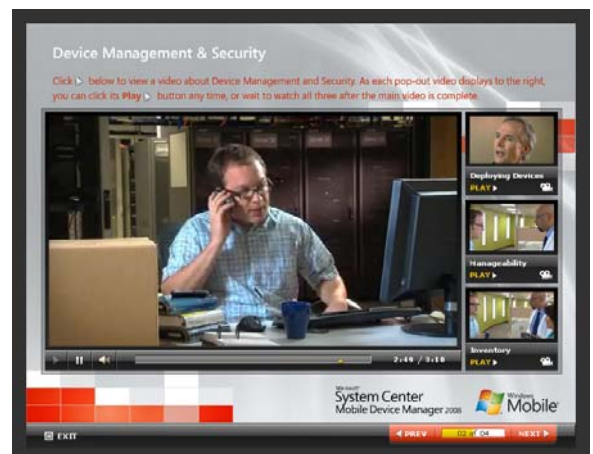 Device Management & Security
Click below to view a video about Device Management and Security. As each pop-out video displays to the right,
you can click its Play button any time, or wait to watch all three after the main video is complete.
Deploying Devices
PLAY
Manageability
PLAY
Inventory
PLAY
2:49 / 3:10
Microsoft
System Center
Mobile Device Manager 2008
Windows
Mobile
EXIT
PREV
02 of 04
NEXT